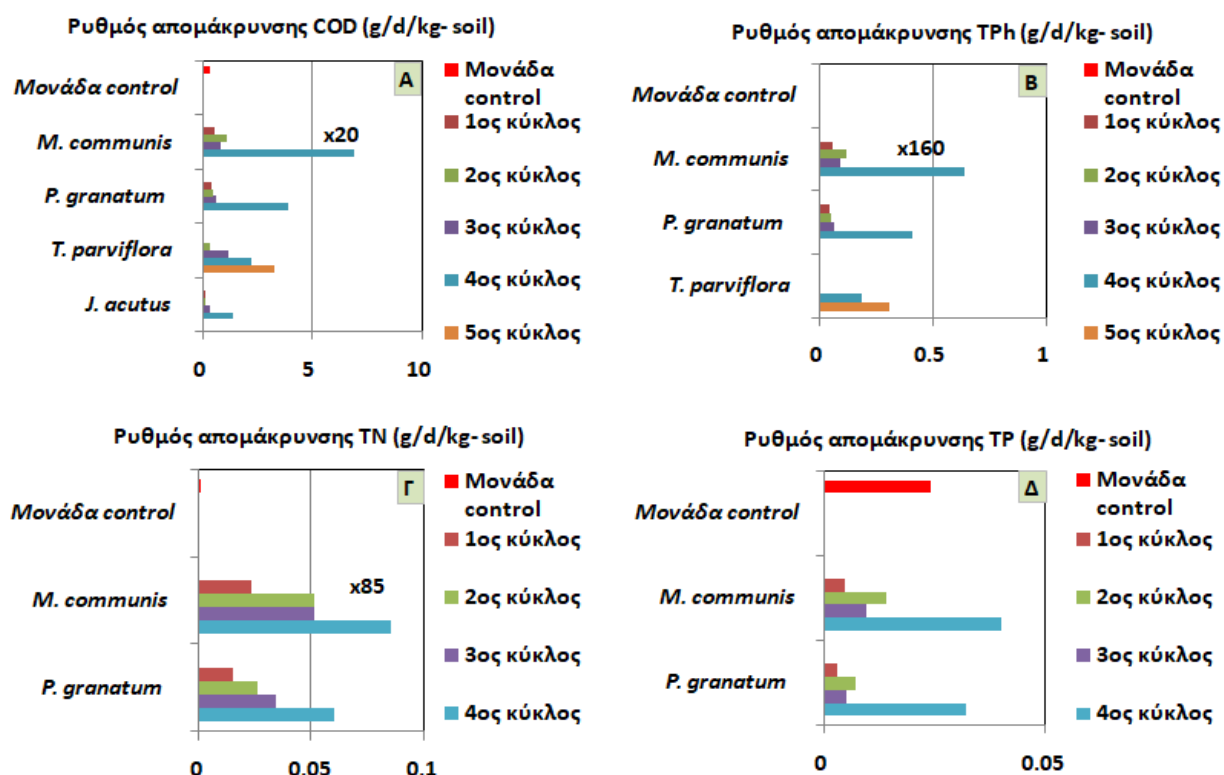 Ρυθμός απομάκρυνσης COD (g/d/kg- soil)
A
Μονάδα control
M. communis
P. granatum
T. parviflora
J. acutus
x20
0
5
10
Μονάδα
control
1ος κύκλος
2ος κύκλος
3ος κύκλος
4ος κύκλος
5ος κύκλος
Ρυθμός απομάκρυνσης TPh (g/d/kg- soil)
B
Μονάδα control
M. communis
P. granatum
T. parviflora
x160
0
0.5
1
Μονάδα
control
1ος κύκλος
2ος κύκλος
3ος κύκλος
4ος κύκλος
5ος κύκλος
Ρυθμός απομάκρυνσης TN (g/d/kg- soil)
Γ
Μονάδα control
M. communis
P. granatum
x85
0
0.05
0.1
Μονάδα
control
1ος κύκλος
2ος κύκλος
3ος κύκλος
4ος κύκλος
Ρυθμός απομάκρυνσης TP (g/d/kg- soil)
Δ
Μονάδα control
M. communis
P. granatum
0
0.05
Μονάδα
control
1ος κύκλος
2ος κύκλος
3ος κύκλος
4ος κύκλος